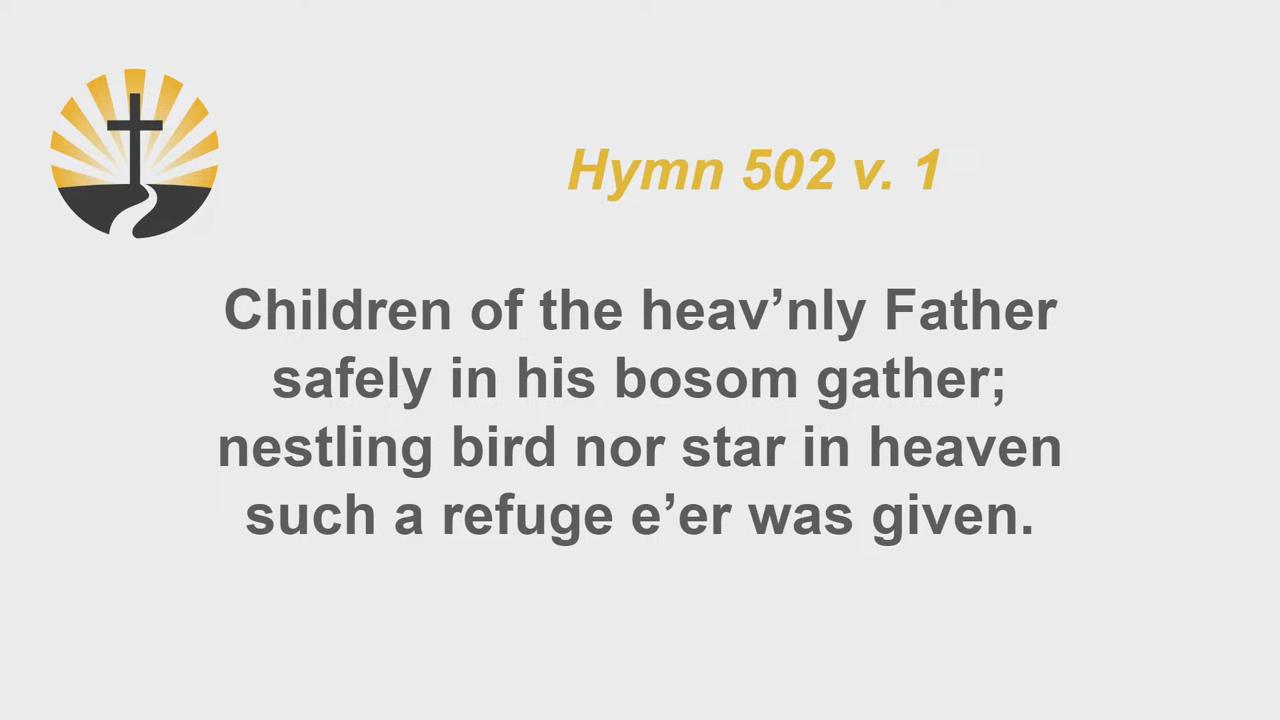 Hymn 502 v. 1
Children of the heav’nly Father
safely in his bosom gather;
nestling bird nor star in heaven
such a refuge e’er was given.